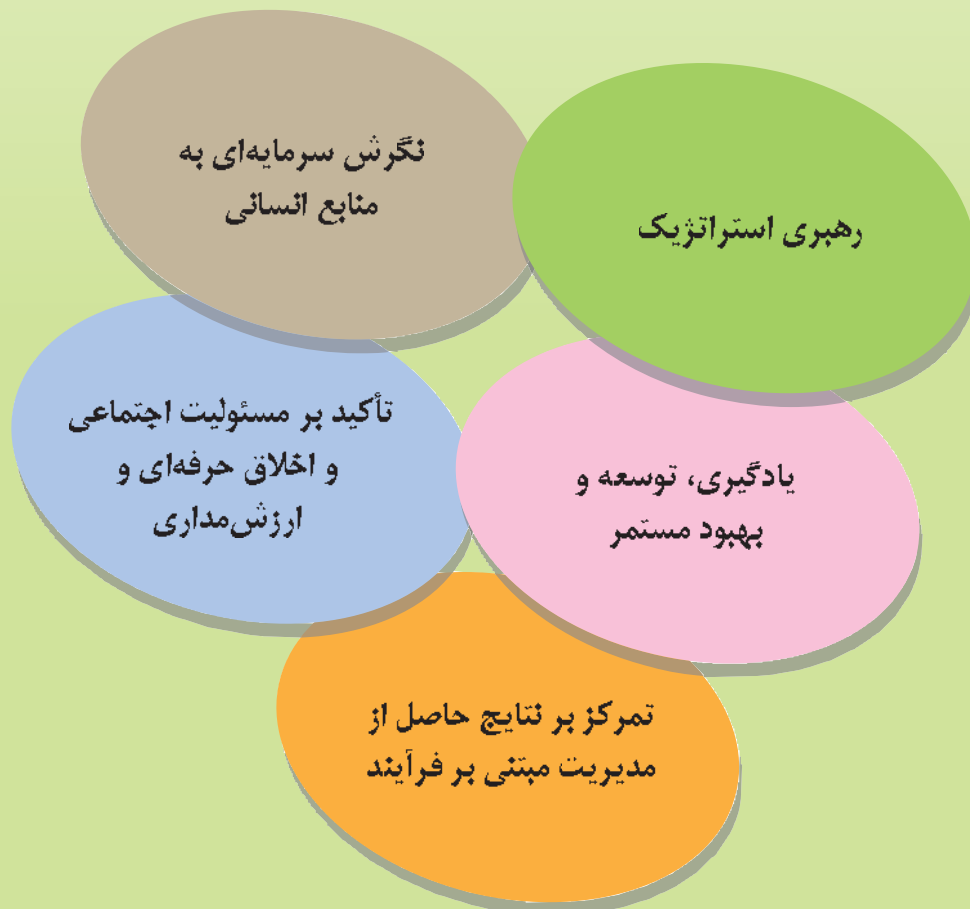 رهبری استراتژیک
نگرش سرمایه‌ای به
منابع انسانی
یادگیری، توسعه و
بهبود مستمر
تأکید بر مسئولیت اجتماعی
و اخلاق حرفه‌ای و
ارزش‌مداری
تمرکز بر نتایج حاصل از
مدیریت مبتنی بر فرآیند